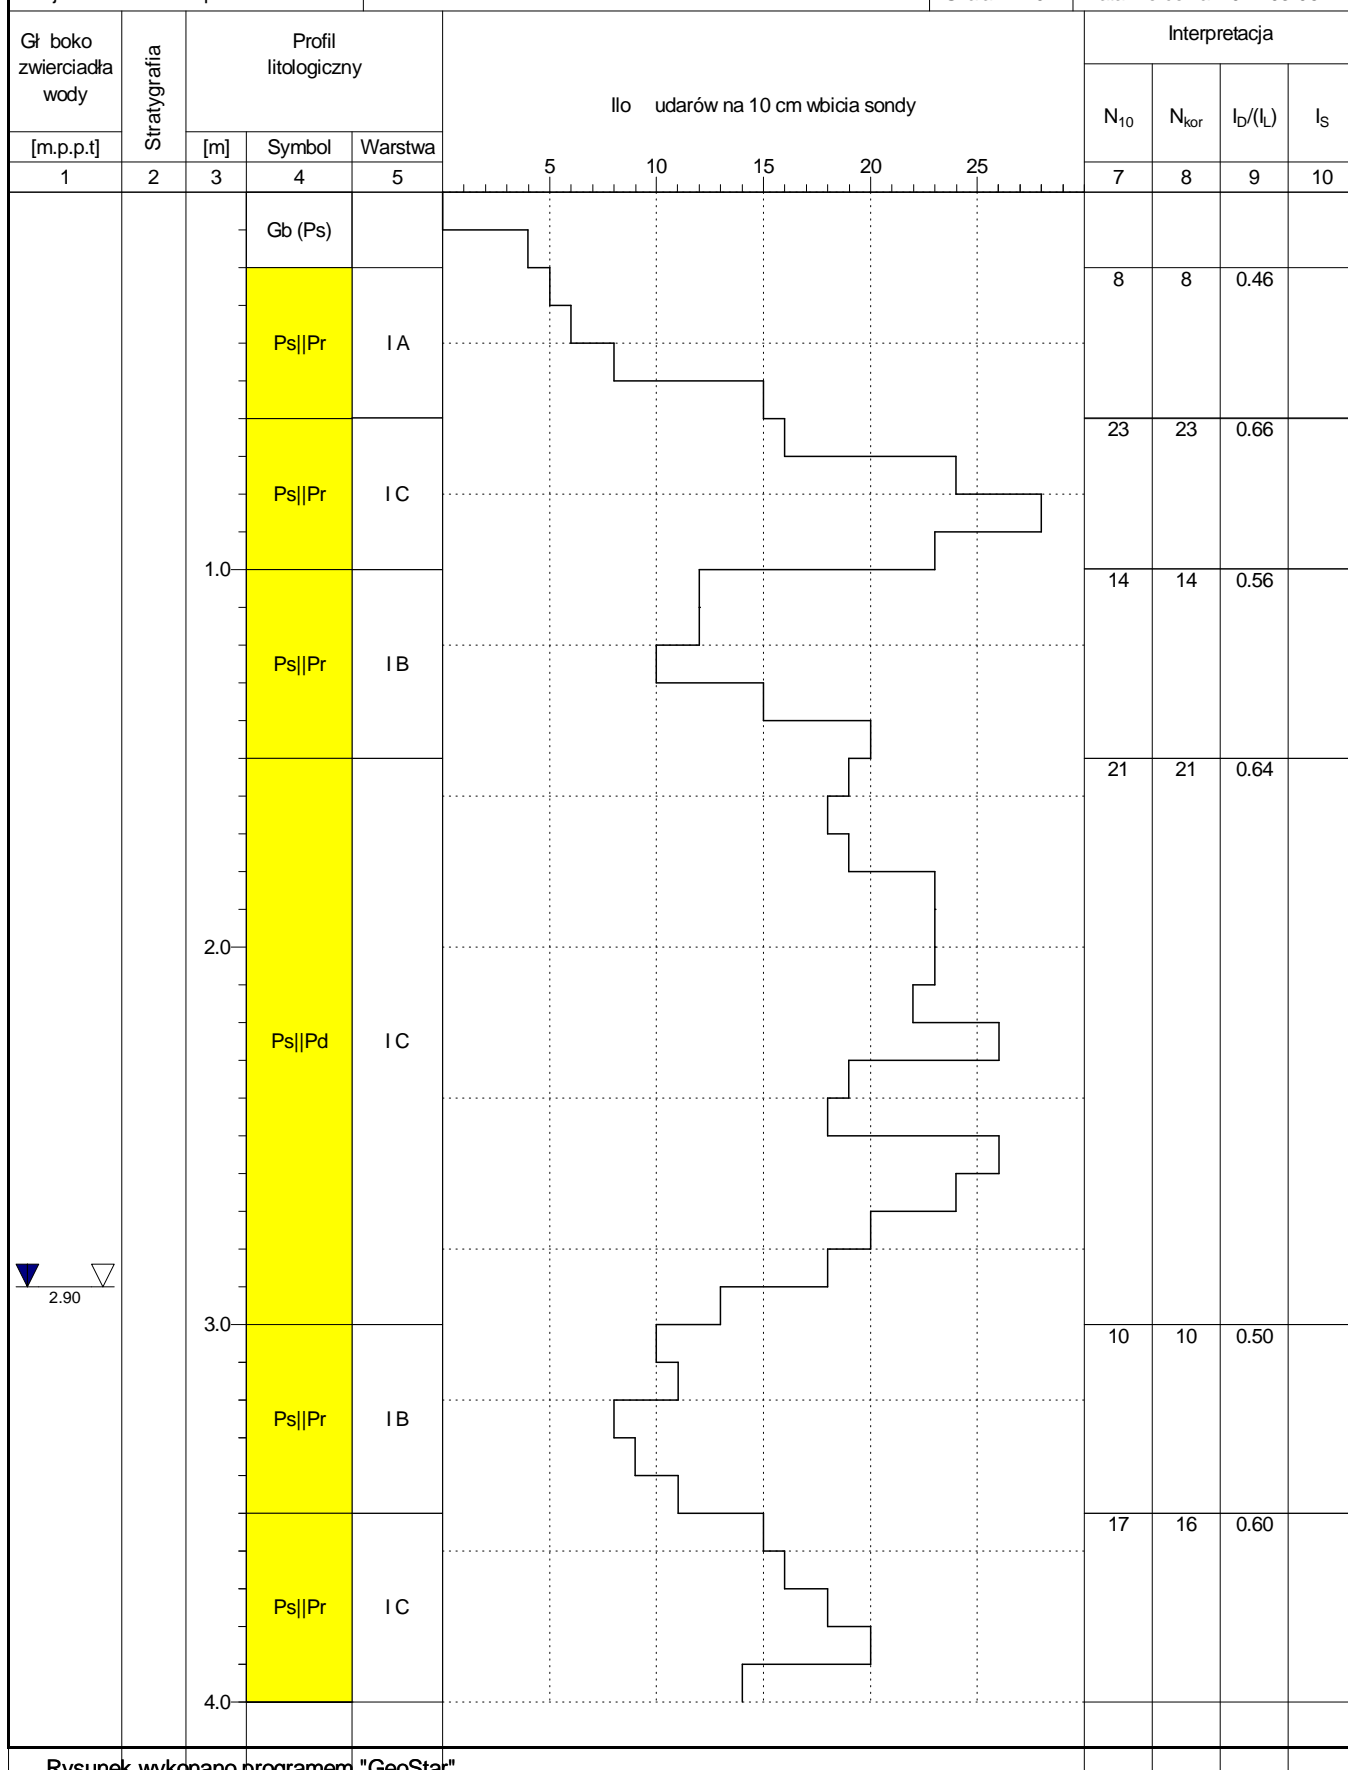 Gł boko
zwierciadła
wody
[m.p.p.t]
Stratygrafia
Profil
litologiczny
[m] Symbol Warstwa
Ilo udarów na 10 cm wbicia sondy
Interpretacja
N10 Nkor ID/(IL) IS
5 10 15 20 25
1 2 3 4 5 7 8 9 10
Gb (Ps)
8 8 0.46
Ps||Pr I A
23 23 0.66
Ps||Pr I C
1.0
14 14 0.56
Ps||Pr I B
21 21 0.64
2.0
Ps||Pd I C
2.90
3.0
10 10 0.50
Ps||Pr I B
17 16 0.60
Ps||Pr I C
4.0
Rysunek wykonano programem "GeoStar"